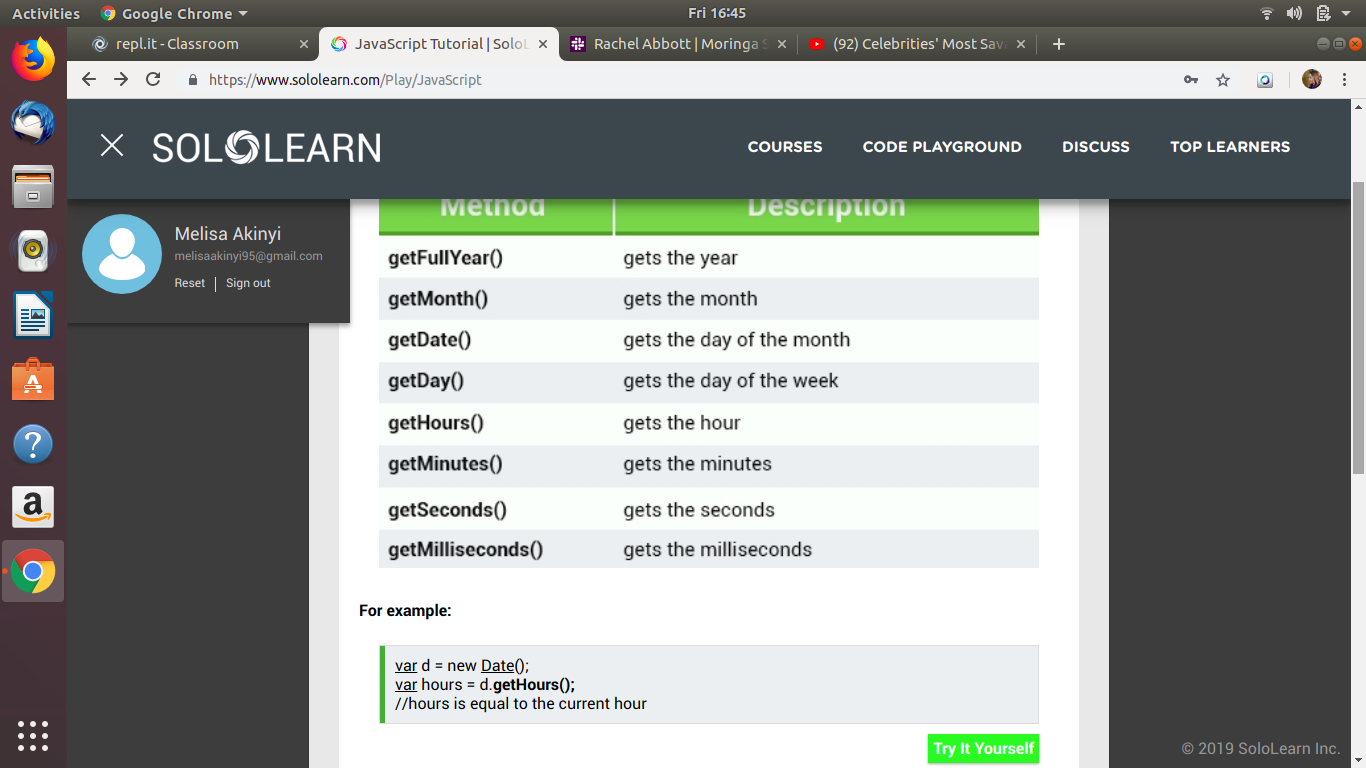 Activities Google Chrome Fri 16:45
repl.it - Classroom JavaScript Tutorial | SoloL Rachel Abbott | Moringa S (92) Celebrities' Most Sav
https://www.sololearn.com/Play/JavaScript
SOLOLEARN COURSES CODE PLAYGROUND DISCUSS TOP LEARNERS
Melisa Akinyi
melisaakinyi95@gmail.com
Reset Sign out
Method Description
getFullYear() gets the year
getMonth() gets the month
getDate() gets the day of the month
getDay() gets the day of the week
getHours() gets the hour
getMinutes() gets the minutes
getSeconds() gets the seconds
getMilliseconds() gets the milliseconds
For example:
var d = new Date();
var hours = d.getHours();
//hours is equal to the current hour
Try It Yourself
© 2019 SoloLearn Inc.